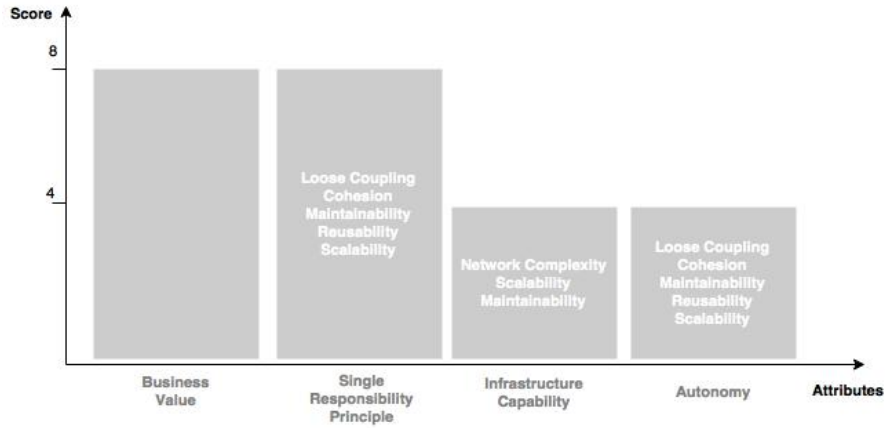 Score
8
4
Loose Coupling
Cohesion
Maintainability
Reusability
Scalability
Network Complexity
Scalability
Maintainability
Loose Coupling
Cohesion
Maintainability
Reusability
Scalability
Business
Value
Single
Responsibility
Principle
Infrastructure
Capability
Autonomy
Attributes